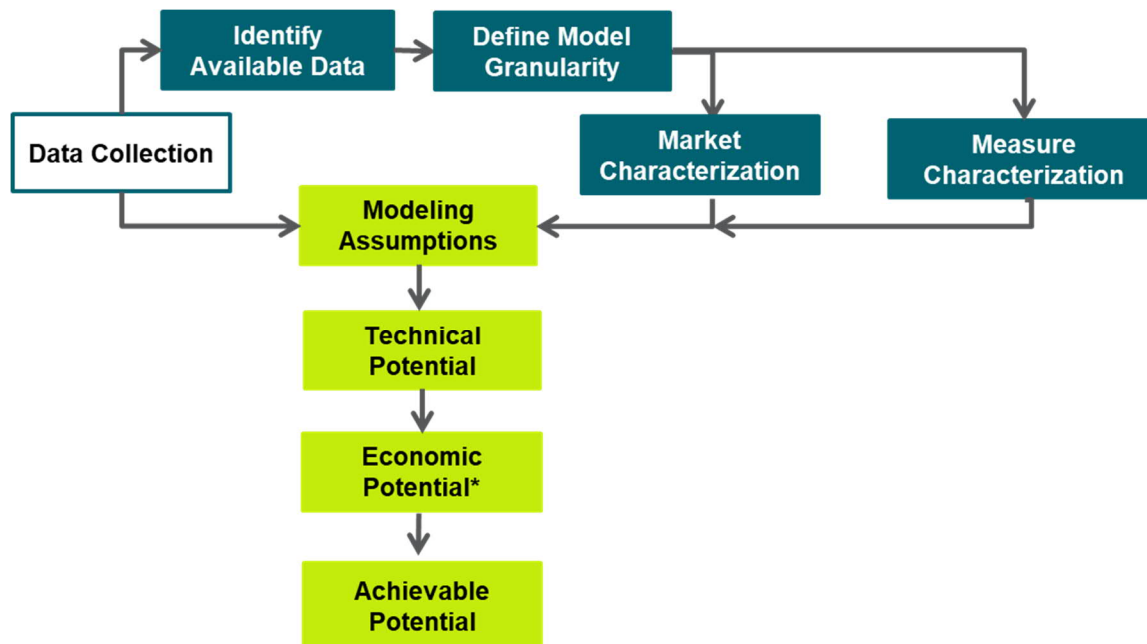 Identify
Available Data
Define Model
Granularity
Data Collection
Market
Characterization
Measure
Characterization
Modeling
Assumptions
Technical
Potential
Economic
Potential*
Achievable
Potential